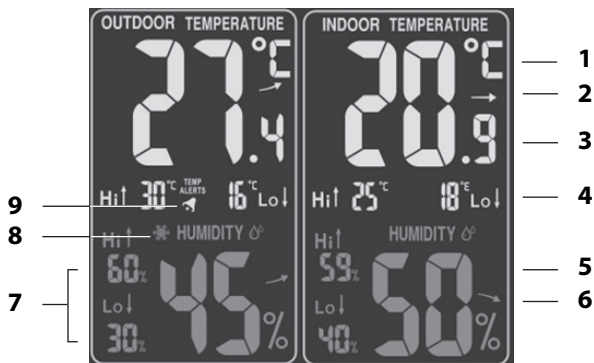 OUTDOOR TEMPERATURE
27.4 °C
Hi↑ 30°C TEMP ALERTS 16°C Lo↓
HUMIDITY
Hi↑
60%
Lo↓
30%
45%
INDOOR TEMPERATURE
20.9 °C
Hi↑ 25°C 18°E Lo↓
HUMIDITY
Hi↑
59%
Lo↓
40%
50%
1
2
3
4
5
6
7
8
9